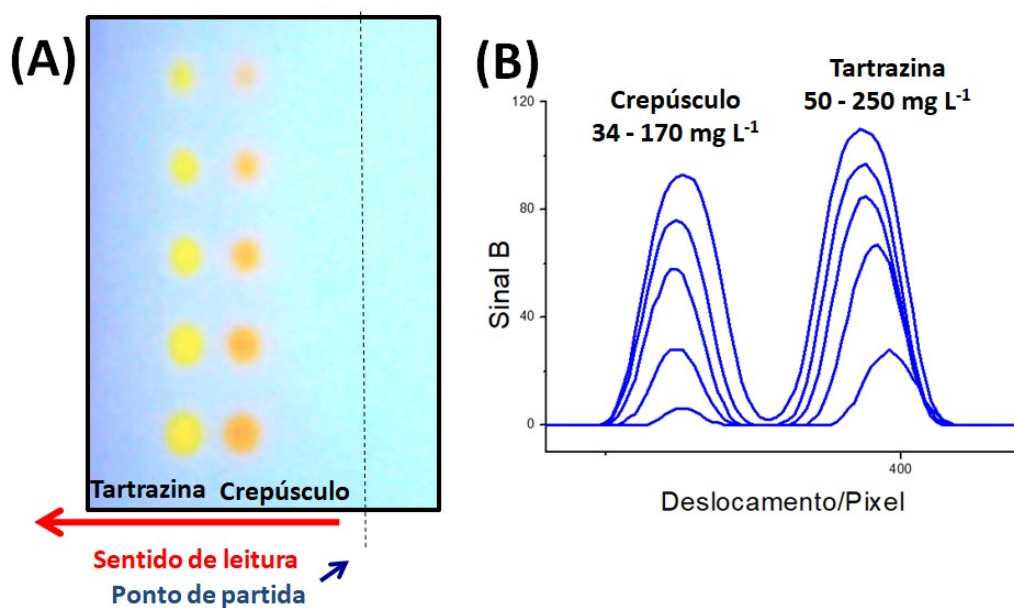 (A)
Tartrazina Crepúsculo
Sentido de leitura
Ponto de partida
(B)
Crepúsculo
34 - 170 mg L⁻¹
Tartrazina
50 - 250 mg L⁻¹
120
80
40
0
Sinal B
400
Deslocamento/Pixel